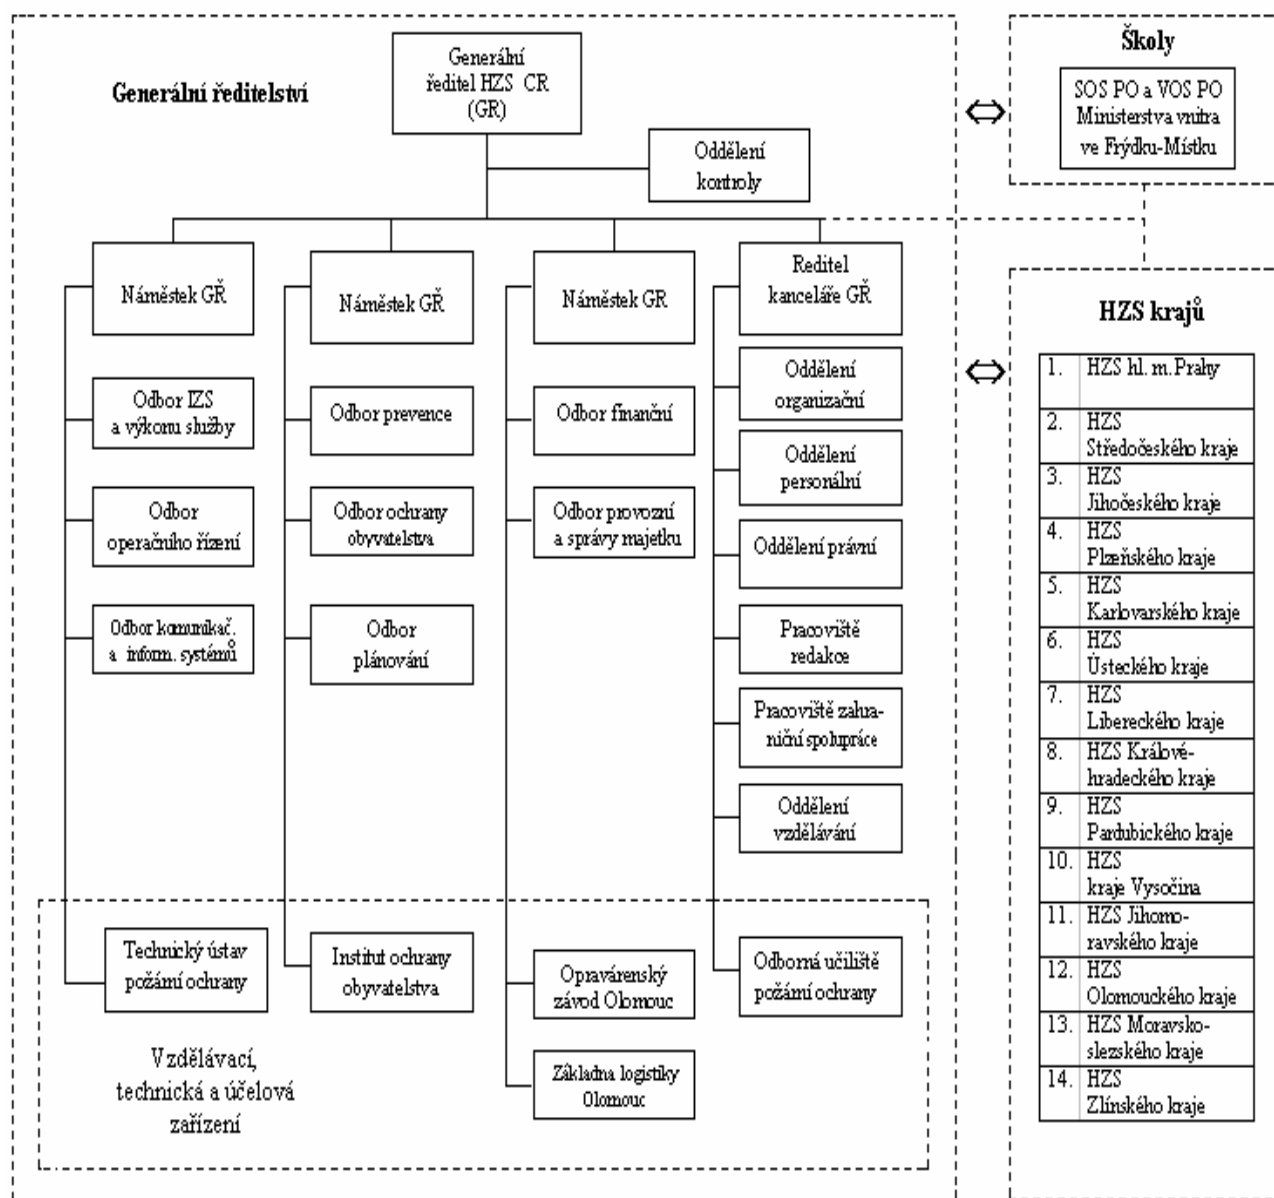 Generální ředitelství
Generální
ředitel HZS CR
(GR)
Oddělení
kontroly
Náměstek GŘ
Odbor IZS
a výkonu služby
Odbor
operačního řízení
Odbor komunikač.
a inform. systémů
Technický ústav
požární ochrany
Náměstek GŘ
Odbor prevence
Odbor ochrany
obyvatelstva
Odbor
plánování
Institut ochrany
obyvatelstva
Náměstek GR
Odbor finanční
Odbor provozní
a správy majetku
Opravárenský
závod Olomouc
Základna logistiky
Olomouc
Reditel
kanceláře GŘ
Oddělení
organizační
Oddělení
personální
Oddělení právní
Pracoviště
redakce
Pracoviště zahra-
niční spolupráce
Oddělení
vzdělávání
Odborná učiliště
požární ochrany
Vzdělávací,
technická a účelová
zařízení
Školy
SOS PO a VOS PO
Ministerstva vnitra
ve Frýdku-Místku
HZS krajů
1. HZS hl. m.Prahy
2. HZS
Středočeského kraje
3. HZS
Jihočeského kraje
4. HZS
Plzeňského kraje
5. HZS
Karlovarského kraje
6. HZS
Ústeckého kraje
7. HZS
Libereckého kraje
8. HZS Králové-
hradeckého kraje
9. HZS
Pardubického kraje
10. HZS
kraje Vysočina
11. HZS Jihomo-
ravského kraje
12. HZS
Olomouckého kraje
13. HZS Moravsko-
slezského kraje
14. HZS
Zlínského kraje